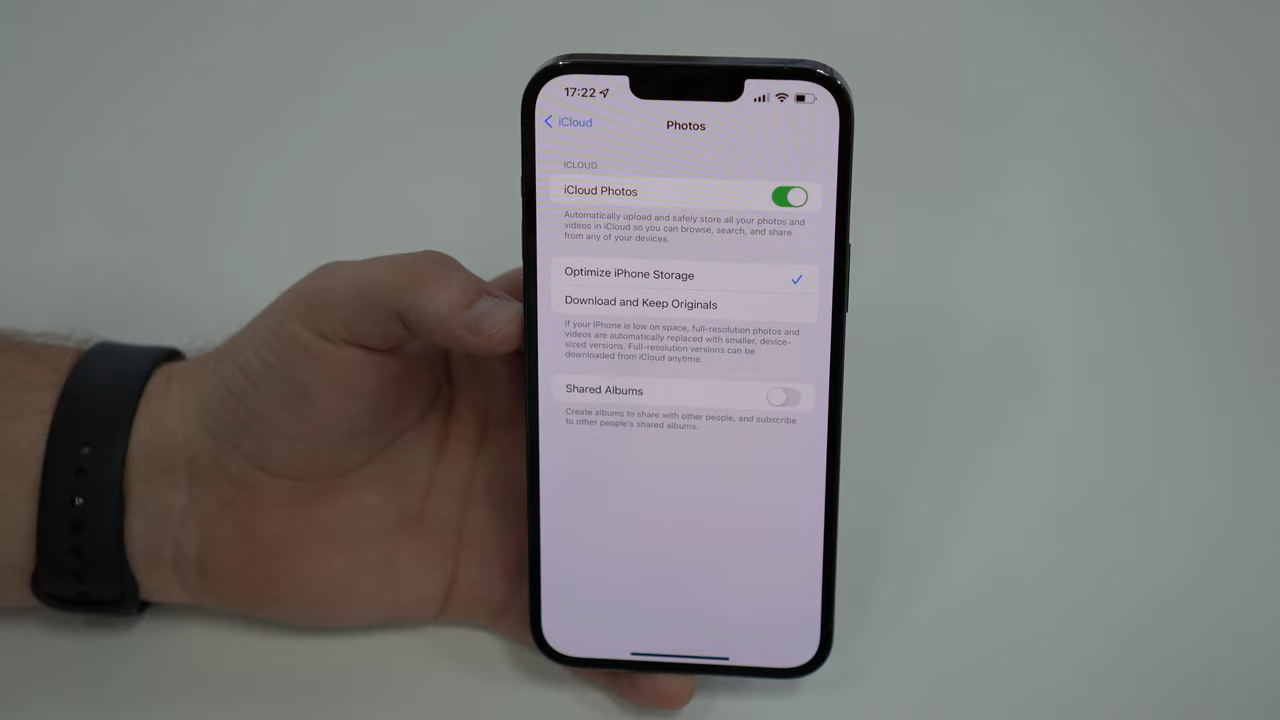 17:22
iCloud
Photos
ICLOUD
iCloud Photos
Automatically upload and safely store all your photos and
videos in iCloud so you can browse, search, and share
from any of your devices.
Optimize iPhone Storage
Download and Keep Originals
If your iPhone is low on space, full-resolution photos and
videos are automatically replaced with smaller, device-
sized versions. Full-resolution versions can be
downloaded from iCloud anytime.
Shared Albums
Create albums to share with other people, and subscribe
to other people's shared albums.